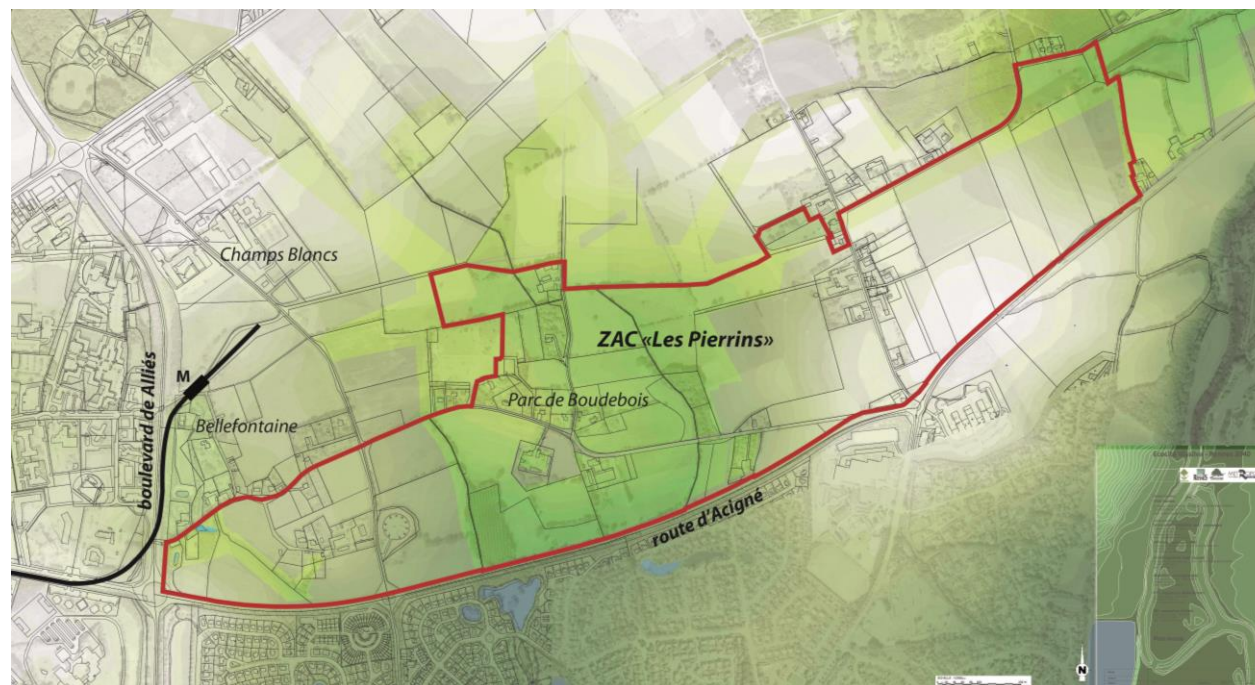 Champs Blancs
ZAC «Les Pierrins»
boulevard de Alliés
M
Parc de Boudebois
Bellefontaine
route d'Acigné
N